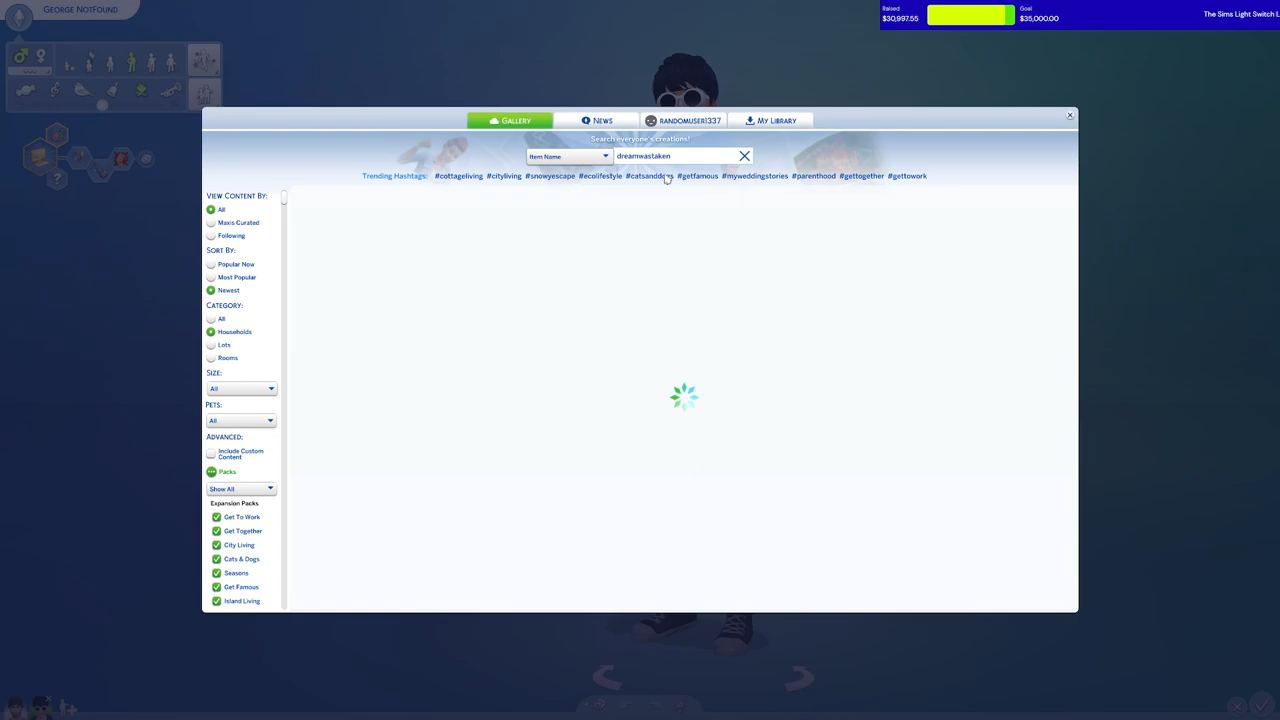 George NotFound
Raised
$30,997.55
Goal
$35,000.00
The Sims Light Switch L
Gallery
News
RANDOMUSER1337
My Library
Search everyone's creations!
Item Name
dreamwastaken
Trending Hashtags: #cottageliving #cityliving #snowyescape #ecolifestyle #catsanddogs #getfamous #myweddingstories #parenthood #gettogether #gettowork
View Content By:
All
Maxis Curated
Following
Sort By:
Popular Now
Most Popular
Newest
Category:
All
Households
Lots
Rooms
Size:
All
Pets:
All
Advanced:
Include Custom
Content
Packs
Show All
Expansion Packs
Get To Work
Get Together
City Living
Cats & Dogs
Seasons
Get Famous
Island Living